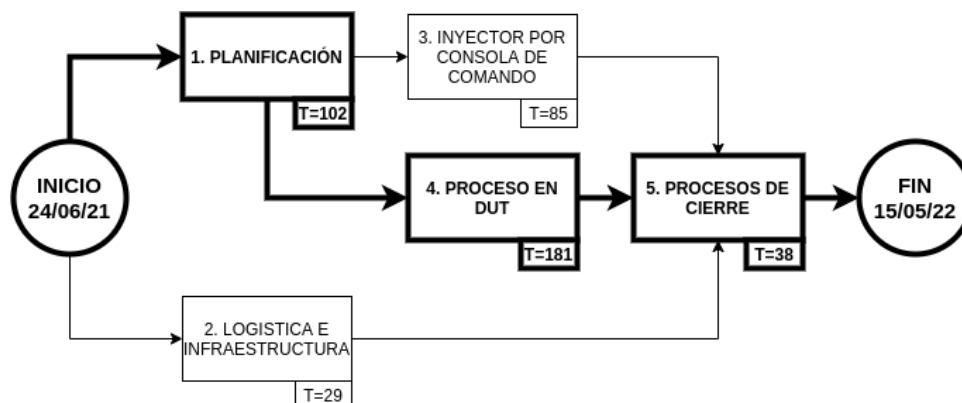 1. PLANIFICACIÓN
T=102
3. INYECTOR POR
CONSOLA DE
COMANDO
T=85
INICIO
24/06/21
4. PROCESO EN
DUT
T=181
5. PROCESOS DE
CIERRE
T=38
FIN
15/05/22
2. LOGISTICA E
INFRAESTRUCTURA
T=29